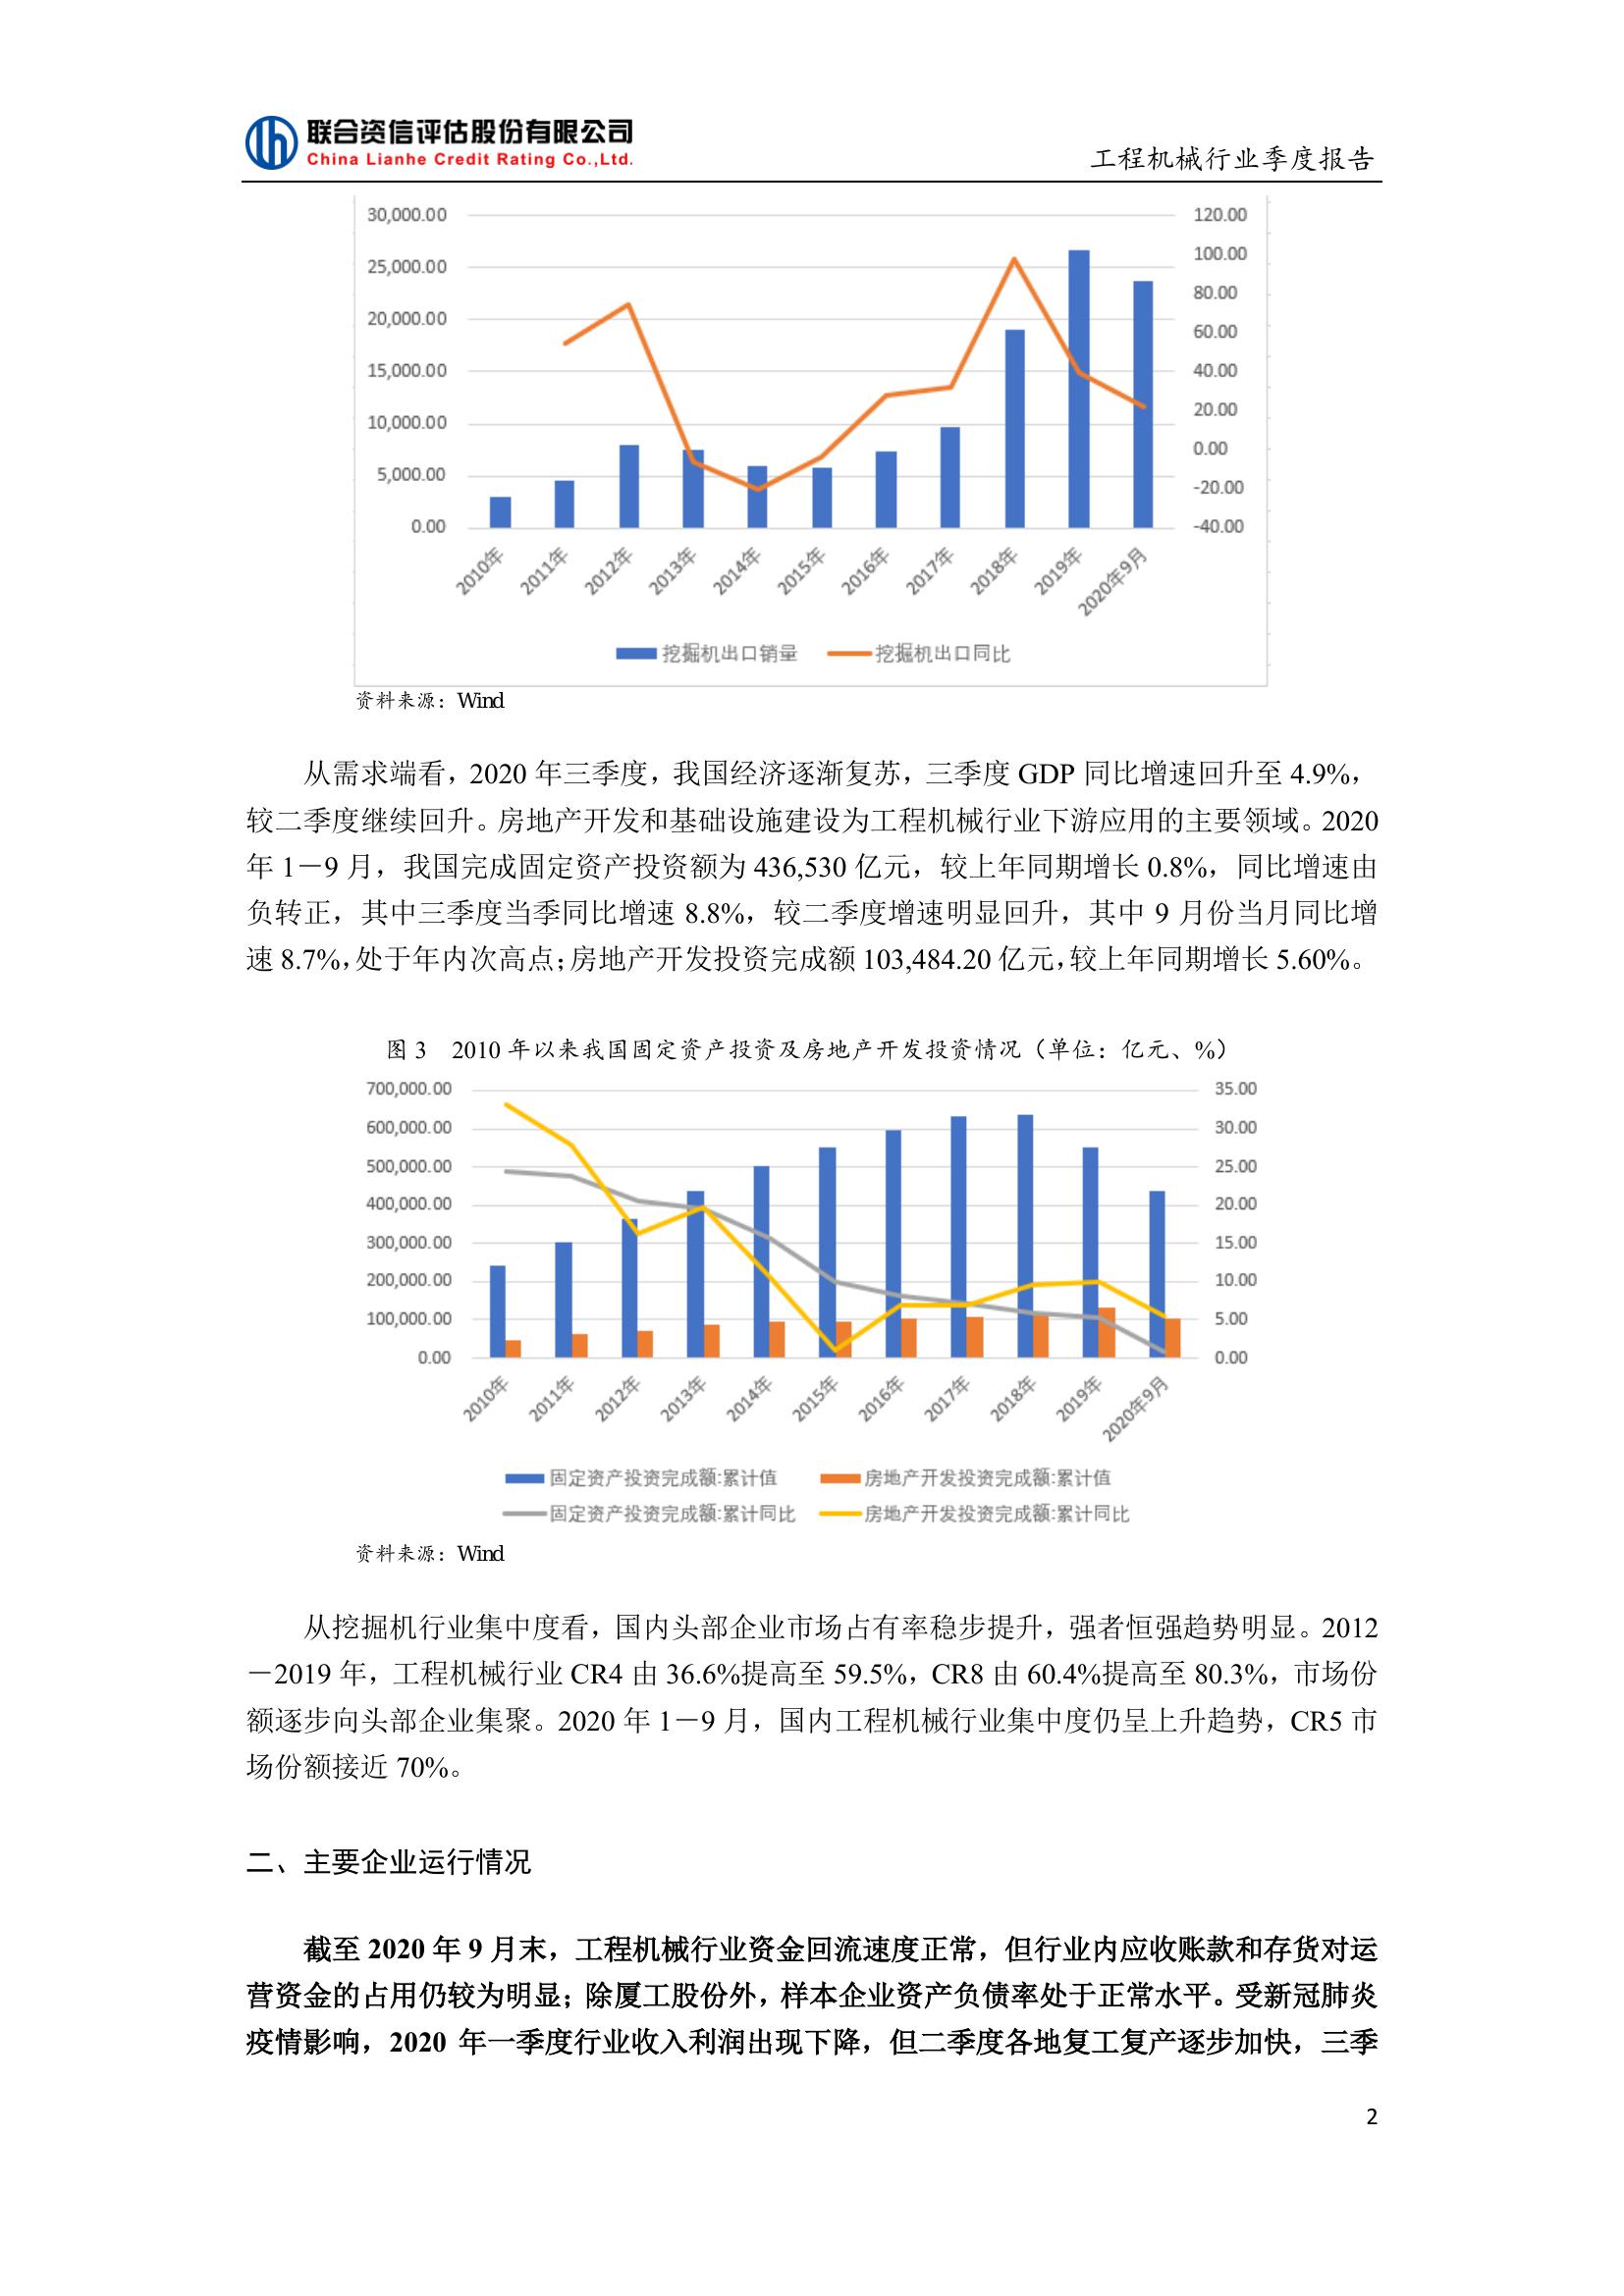 联合资信评估股份有限公司
China Lianhe Credit Rating Co.,Ltd.
工程机械行业季度报告
30,000.00
25,000.00
20,000.00
15,000.00
10,000.00
5,000.00
0.00
120.00
100.00
80.00
60.00
40.00
20.00
0.00
-20.00
-40.00
2010年
2011年
2012年
2013年
2014年
2015年
2016年
2017年
2018年
2019年
2020年9月
挖掘机出口销量 挖掘机出口同比
资料来源：Wind
从需求端看，2020 年三季度，我国经济逐渐复苏，三季度 GDP 同比增速回升至 4.9%，
较二季度继续回升。房地产开发和基础设施建设为工程机械行业下游应用的主要领域。2020
年 1－9 月，我国完成固定资产投资额为 436,530 亿元，较上年同期增长 0.8%，同比增速由
负转正，其中三季度当季同比增速 8.8%，较二季度增速明显回升，其中 9 月份当月同比增
速 8.7%，处于年内次高点；房地产开发投资完成额 103,484.20 亿元，较上年同期增长 5.60%。
图 3 2010 年以来我国固定资产投资及房地产开发投资情况（单位：亿元、%）
700,000.00
600,000.00
500,000.00
400,000.00
300,000.00
200,000.00
100,000.00
0.00
35.00
30.00
25.00
20.00
15.00
10.00
5.00
0.00
2010年
2011年
2012年
2013年
2014年
2015年
2016年
2017年
2018年
2019年
2020年9月
固定资产投资完成额:累计值 房地产开发投资完成额:累计值
固定资产投资完成额:累计同比 房地产开发投资完成额:累计同比
资料来源：Wind
从挖掘机行业集中度看，国内头部企业市场占有率稳步提升，强者恒强趋势明显。2012
－2019 年，工程机械行业 CR4 由 36.6%提高至 59.5%，CR8 由 60.4%提高至 80.3%，市场份
额逐步向头部企业集聚。2020 年 1－9 月，国内工程机械行业集中度仍呈上升趋势，CR5 市
场份额接近 70%。
二、主要企业运行情况
截至 2020 年 9 月末，工程机械行业资金回流速度正常，但行业内应收账款和存货对运
营资金的占用仍较为明显；除厦工股份外，样本企业资产负债率处于正常水平。受新冠肺炎
疫情影响，2020 年一季度行业收入利润出现下降，但二季度各地复工复产逐步加快，三季
2